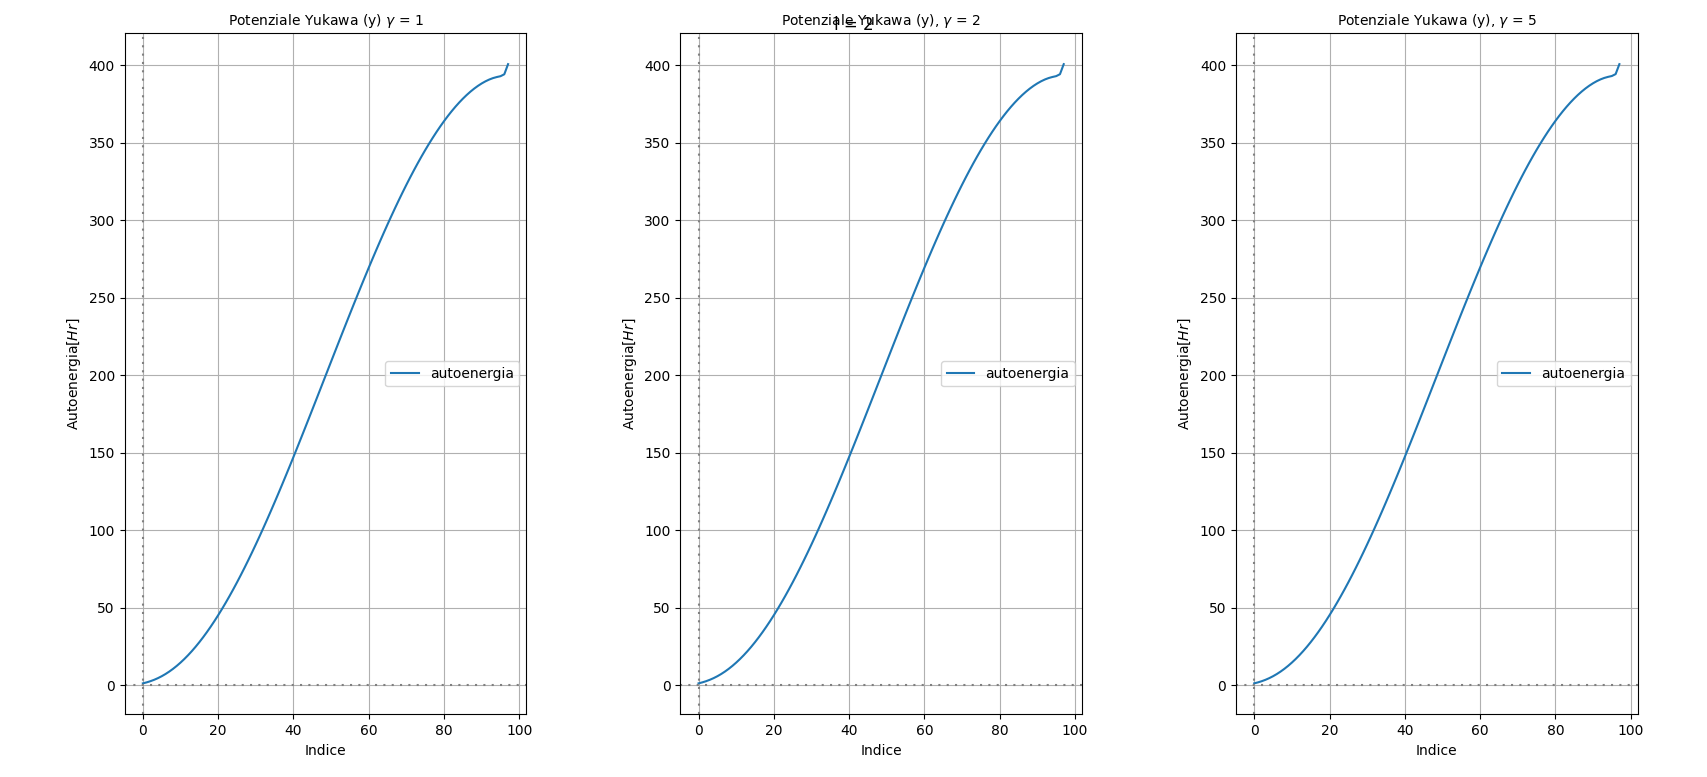 Potenziale Yukawa (y) γ = 1
Autoenergia[Hr]
400
350
300
250
200
150
100
50
0
autoenergia
0 20 40 60 80 100
Indice
l = 2
Potenziale Yukawa (y), γ = 2
Autoenergia[Hr]
400
350
300
250
200
150
100
50
0
autoenergia
0 20 40 60 80 100
Indice
Potenziale Yukawa (y), γ = 5
Autoenergia[Hr]
400
350
300
250
200
150
100
50
0
autoenergia
0 20 40 60 80 100
Indice